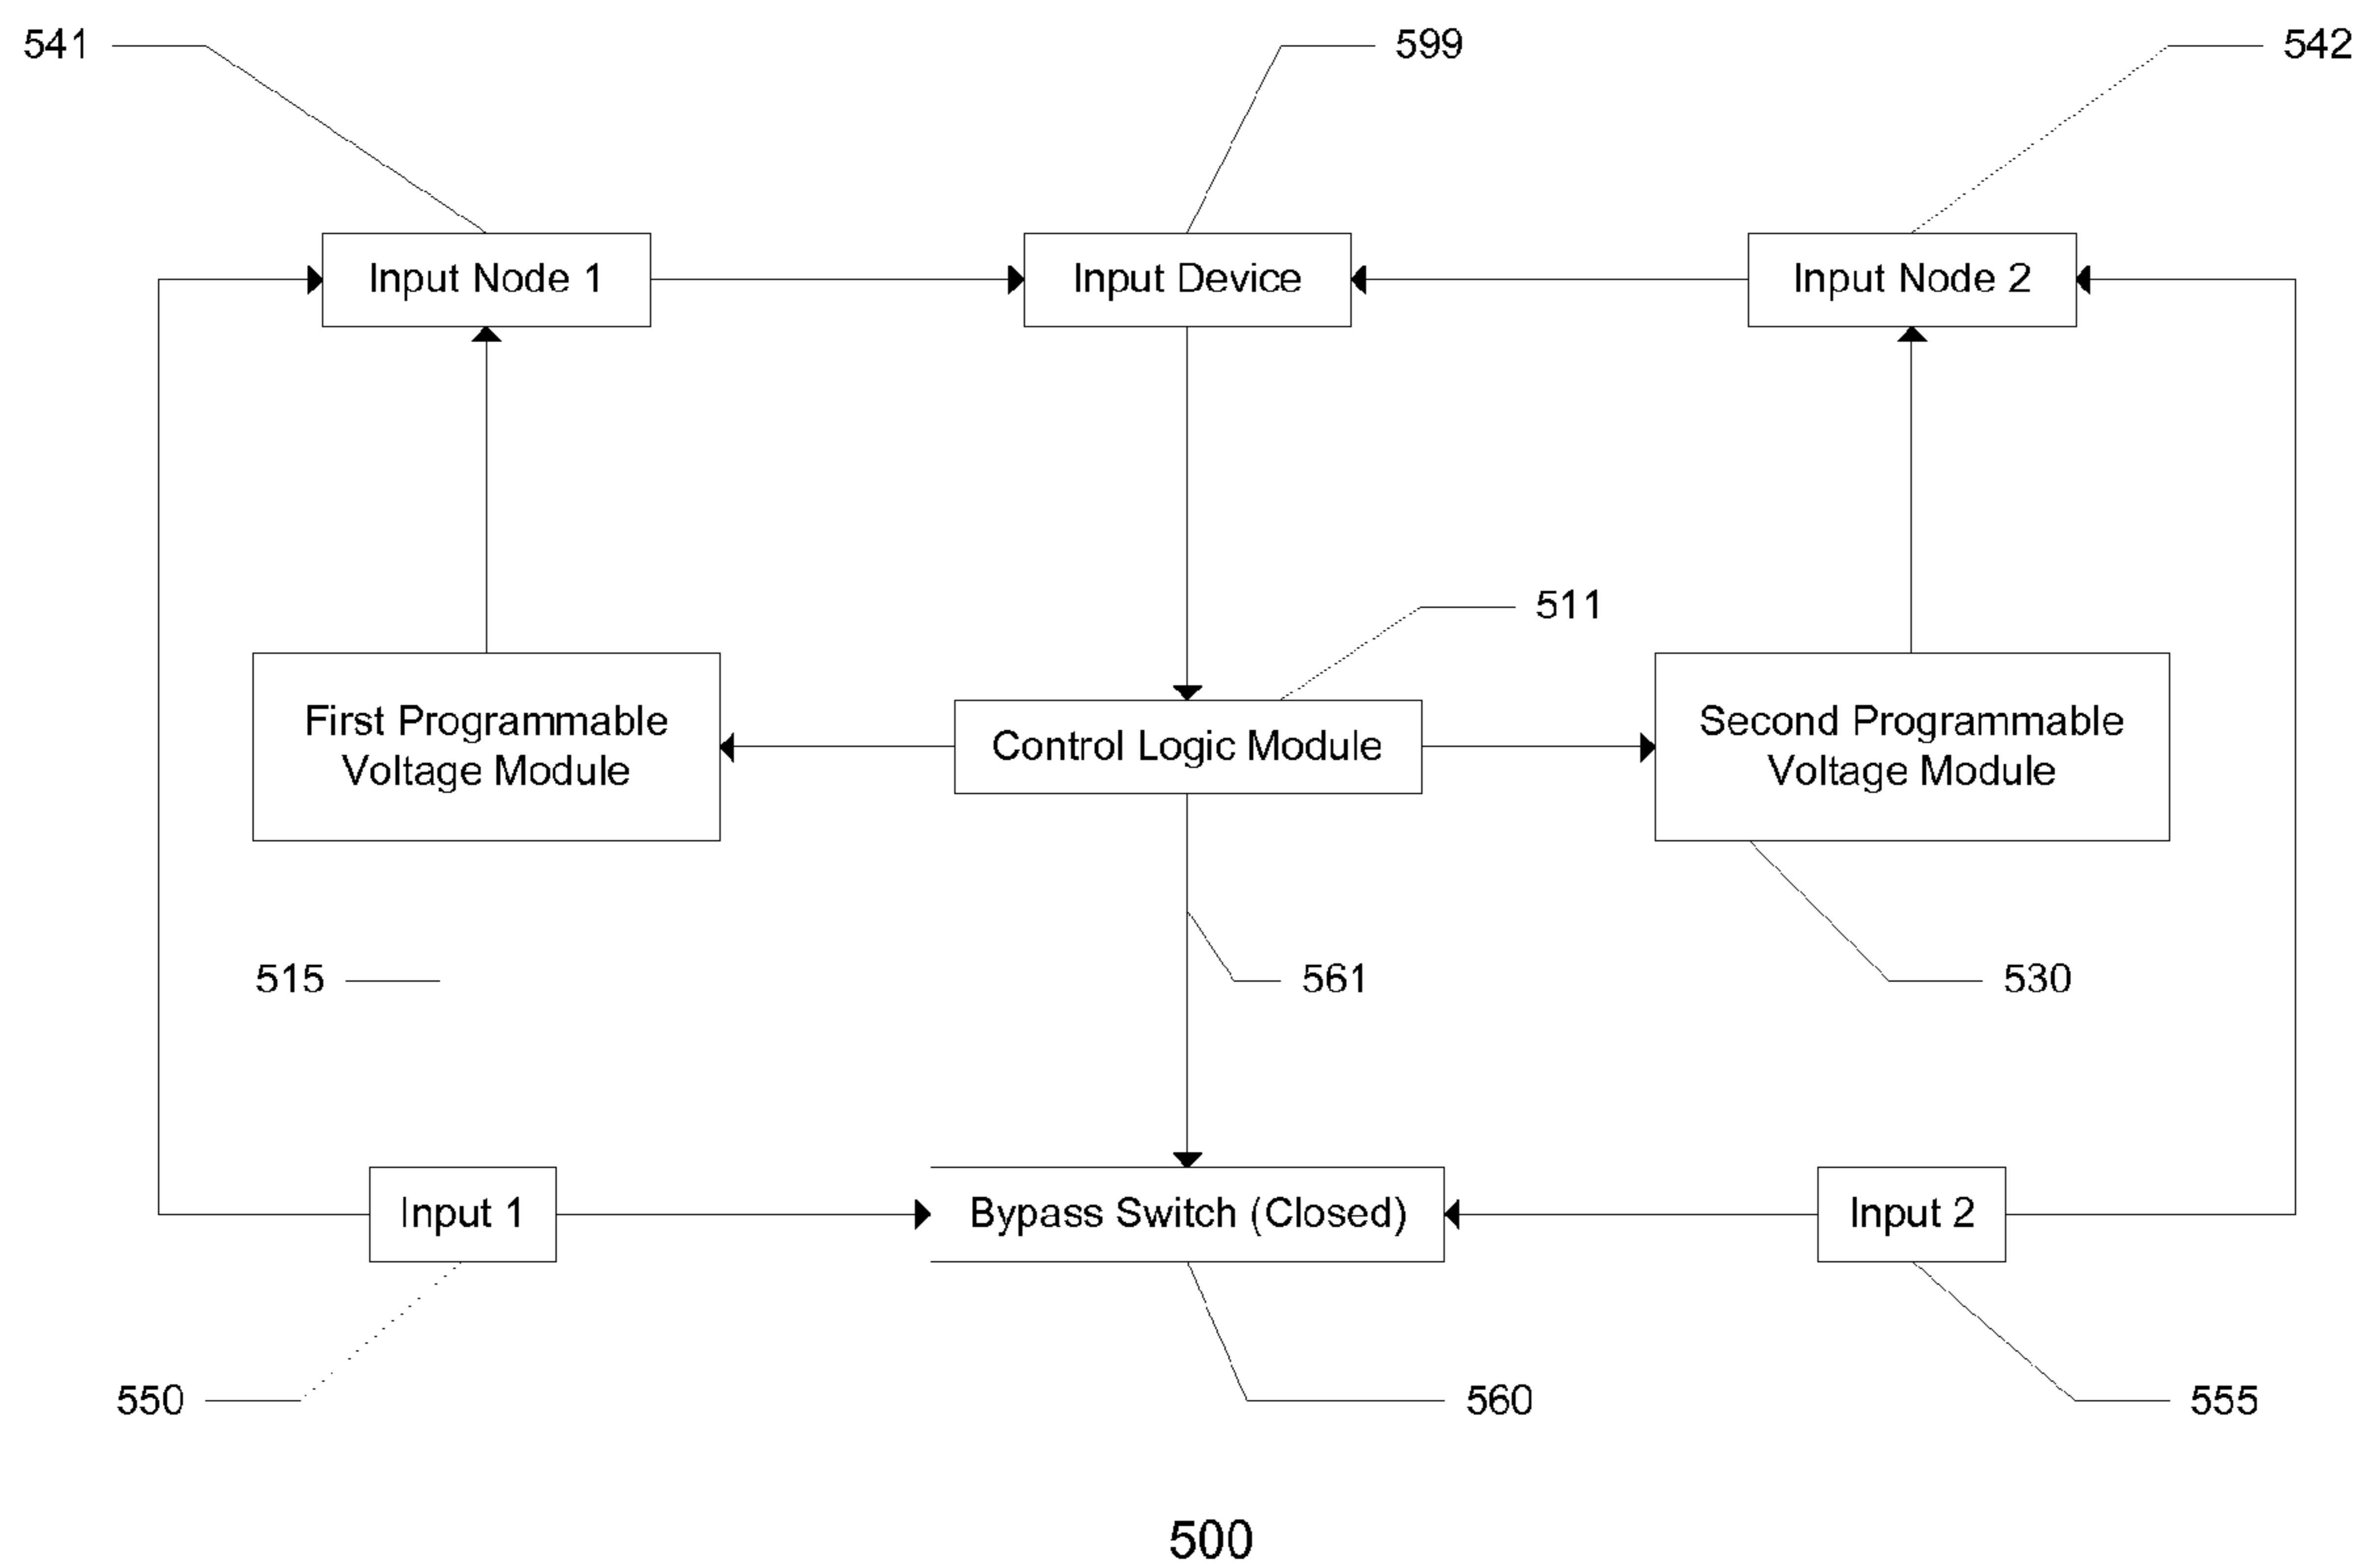 541
599
542
Input Node 1
Input Device
Input Node 2
511
First Programmable
Voltage Module
Control Logic Module
Second Programmable
Voltage Module
515
561
530
Input 1
Bypass Switch (Closed)
Input 2
550
560
555
500